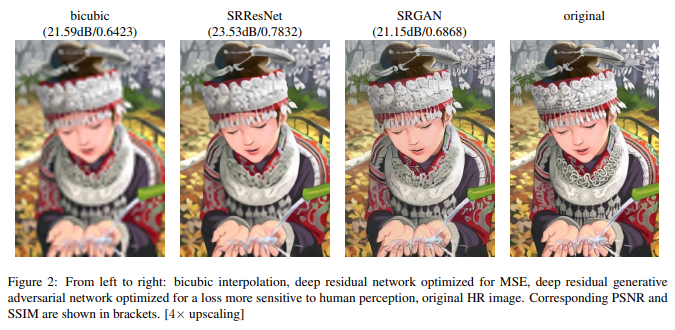 bicubic
(21.59dB/0.6423)
SRResNet
(23.53dB/0.7832)
SRGAN
(21.15dB/0.6868)
original
Figure 2: From left to right: bicubic interpolation, deep residual network optimized for MSE, deep residual generative
adversarial network optimized for a loss more sensitive to human perception, original HR image. Corresponding PSNR and
SSIM are shown in brackets. [4× upscaling]